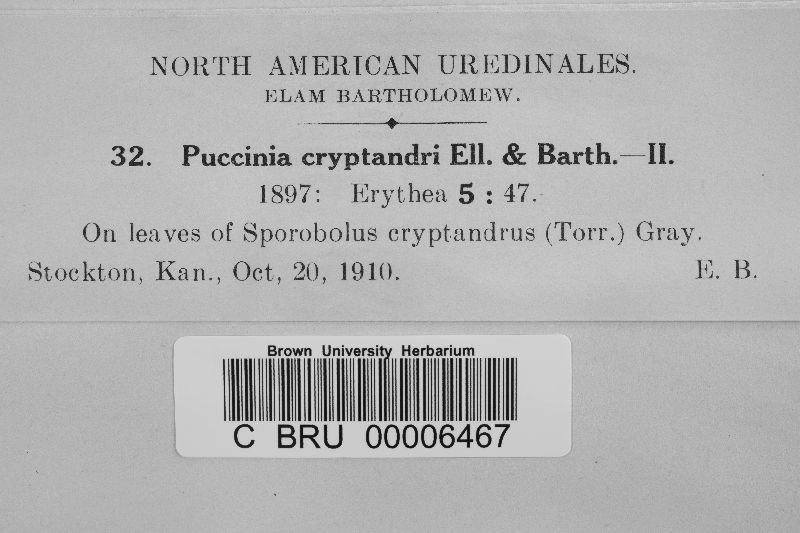 NORTH AMERICAN UREDINALES.
ELAM BARTHOLOMEW.
32. Puccinia cryptandri Ell. & Barth.—II.
1897: Erythea 5 : 47.
On leaves of Sporobolus cryptandrus (Torr.) Gray.
Stockton, Kan., Oct, 20, 1910. E. B.
Brown University Herbarium
C BRU 00006467